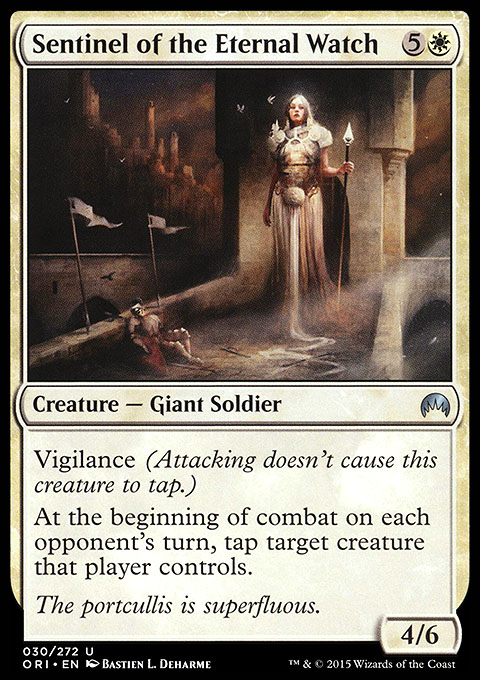 Sentinel of the Eternal Watch 5
Creature — Giant Soldier
Vigilance (Attacking doesn't cause this
creature to tap.)
At the beginning of combat on each
opponent's turn, tap target creature
that player controls.
The portcullis is superfluous.
4/6
030/272 U
ORI • EN Bastien L. Deharme
™ & © 2015 Wizards of the Coast